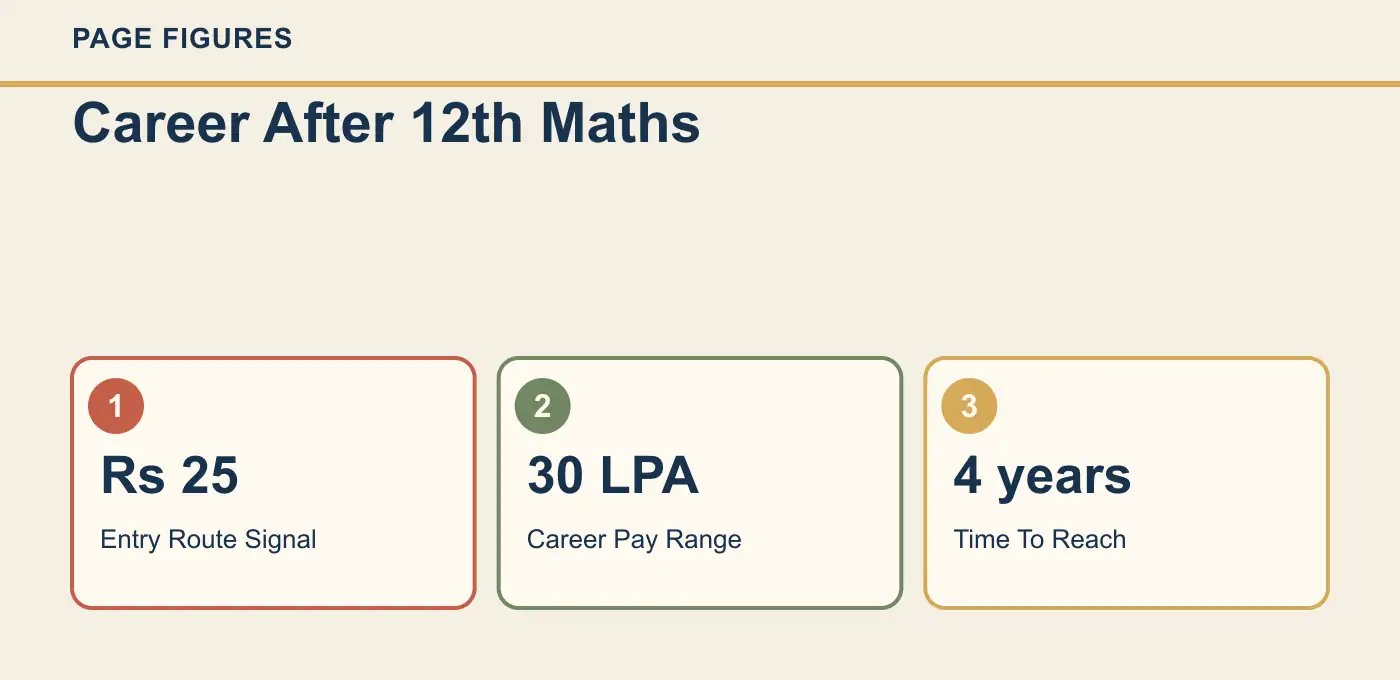 PAGE FIGURES
Career After 12th Maths
1
Rs 25
Entry Route Signal
2
30 LPA
Career Pay Range
3
4 years
Time To Reach